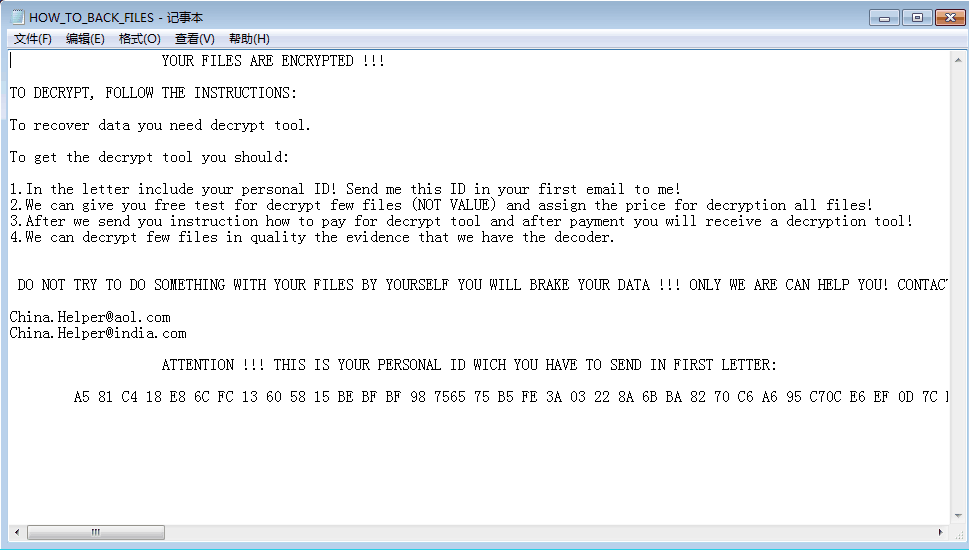 HOW_TO_BACK_FILES - 记事本
文件(F) 编辑(E) 格式(O) 查看(V) 帮助(H)
YOUR FILES ARE ENCRYPTED !!!
TO DECRYPT, FOLLOW THE INSTRUCTIONS:
To recover data you need decrypt tool.
To get the decrypt tool you should:
1.In the letter include your personal ID! Send me this ID in your first email to me!
2.We can give you free test for decrypt few files (NOT VALUE) and assign the price for decryption all files!
3.After we send you instruction how to pay for decrypt tool and after payment you will receive a decryption tool!
4.We can decrypt few files in quality the evidence that we have the decoder.
DO NOT TRY TO DO SOMETHING WITH YOUR FILES BY YOURSELF YOU WILL BRAKE YOUR DATA !!! ONLY WE ARE CAN HELP YOU! CONTACT
China.Helper@aol.com
China.Helper@india.com
ATTENTION !!! THIS IS YOUR PERSONAL ID WICH YOU HAVE TO SEND IN FIRST LETTER:
A5 81 C4 18 E8 6C FC 13 60 58 15 BE BF BF 98 7565 75 B5 FE 3A 03 22 8A 6B BA 82 70 C6 A6 95 C70C E6 EF 0D 7C